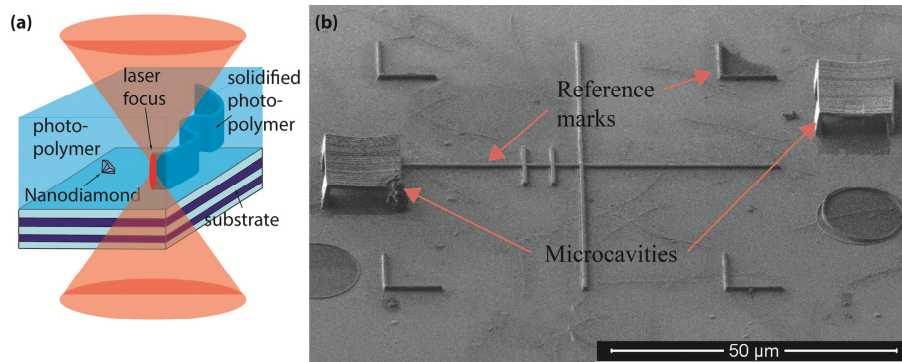 (a)
laser
focus
solidified
photo-
polymer
photo-
polymer
Nanodiamond
substrate
(b)
Reference
marks
Microcavities
50 µm